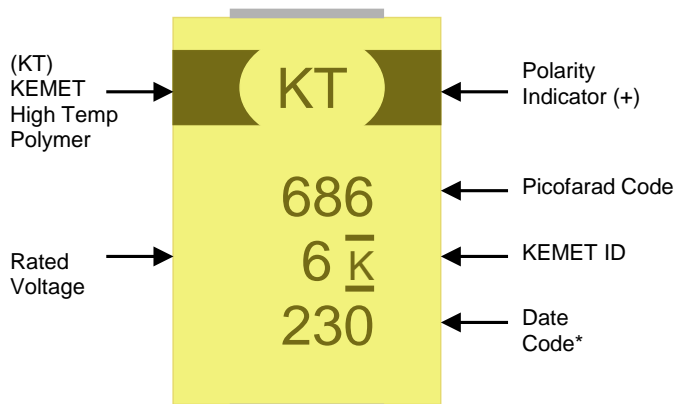 (KT)
KEMET
High Temp
Polymer
KT
Polarity
Indicator (+)
686
Picofarad Code
Rated
Voltage
6 K
KEMET ID
230
Date
Code*